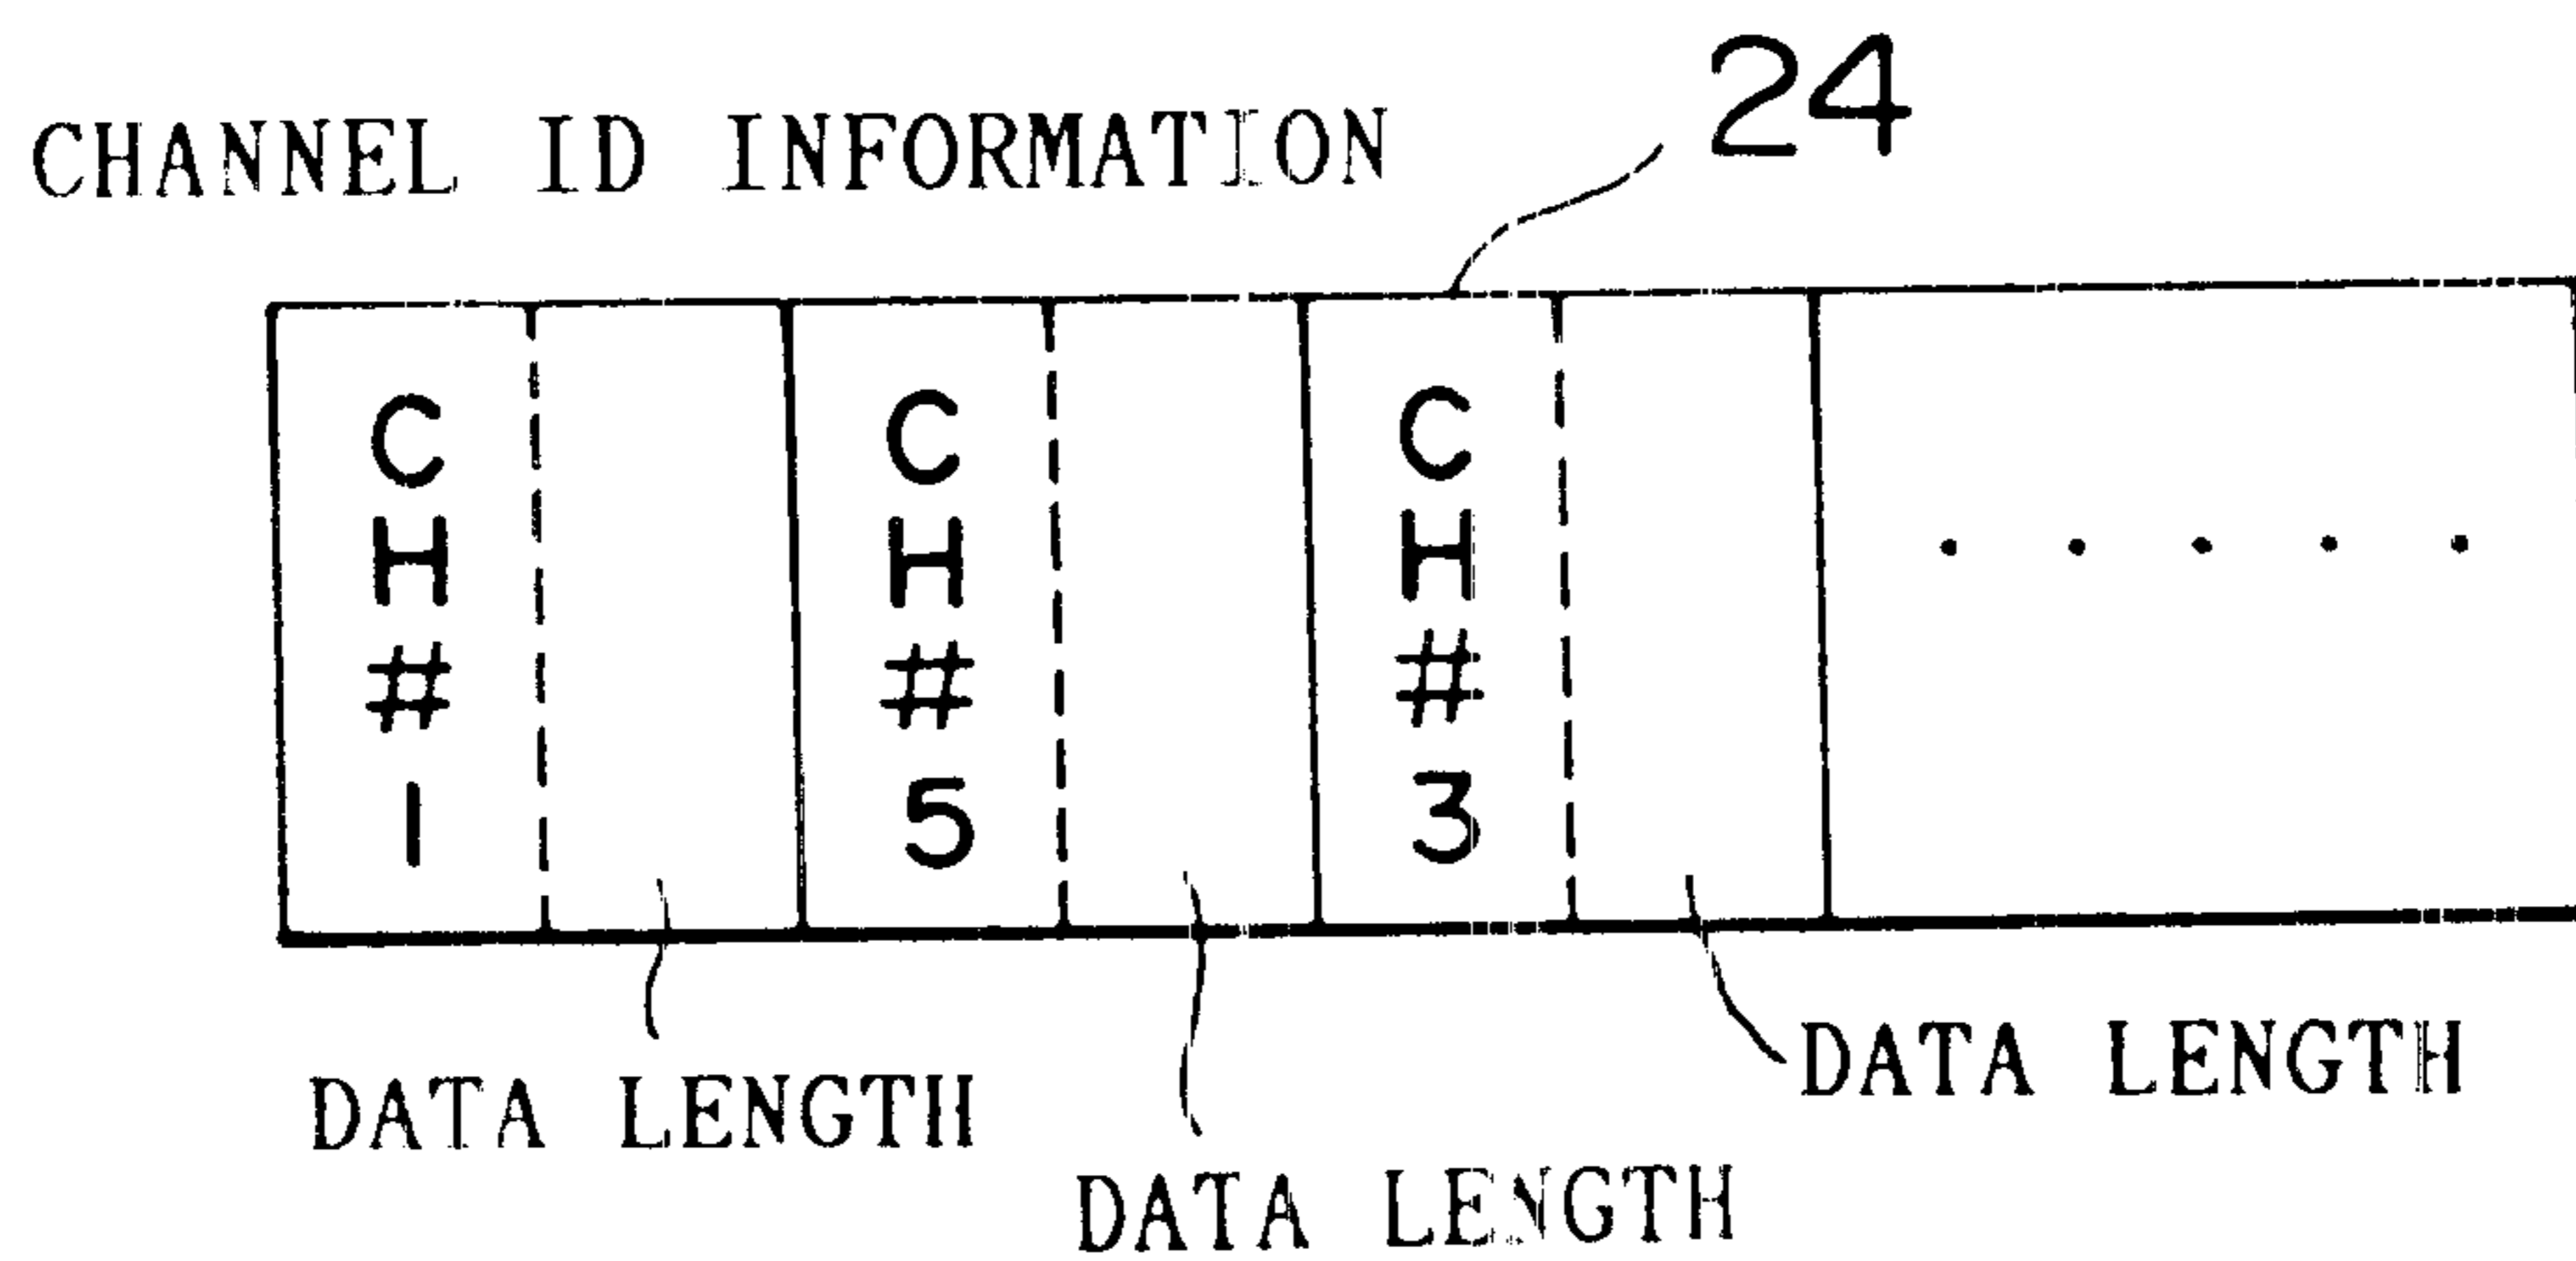 CHANNEL ID INFORMATION
24
CH#1
CH#5
CH#3
. . . . .
DATA LENGTH
DATA LENGTH
DATA LENGTH